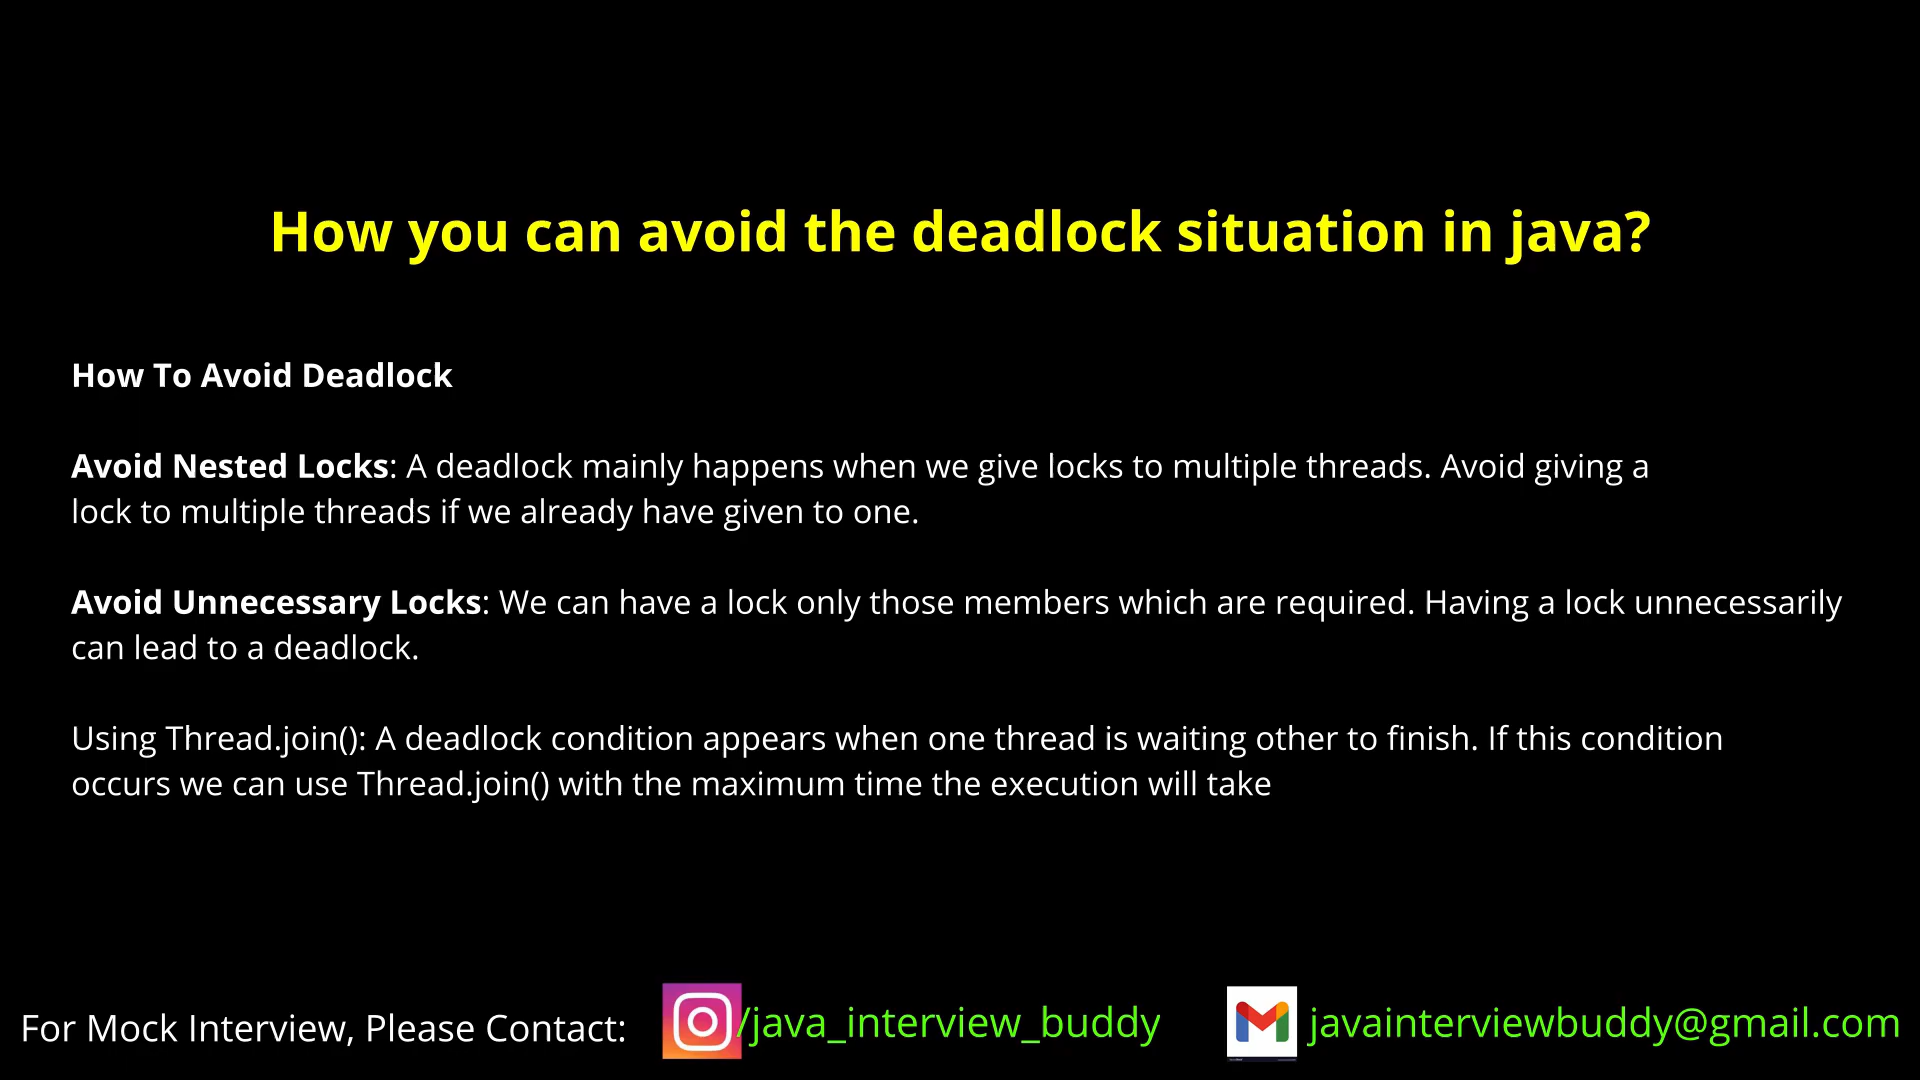 How you can avoid the deadlock situation in java?
How To Avoid Deadlock
Avoid Nested Locks: A deadlock mainly happens when we give locks to multiple threads. Avoid giving a
lock to multiple threads if we already have given to one.
Avoid Unnecessary Locks: We can have a lock only those members which are required. Having a lock unnecessarily
can lead to a deadlock.
Using Thread.join(): A deadlock condition appears when one thread is waiting other to finish. If this condition
occurs we can use Thread.join() with the maximum time the execution will take
For Mock Interview, Please Contact: /java_interview_buddy javainterviewbuddy@gmail.com